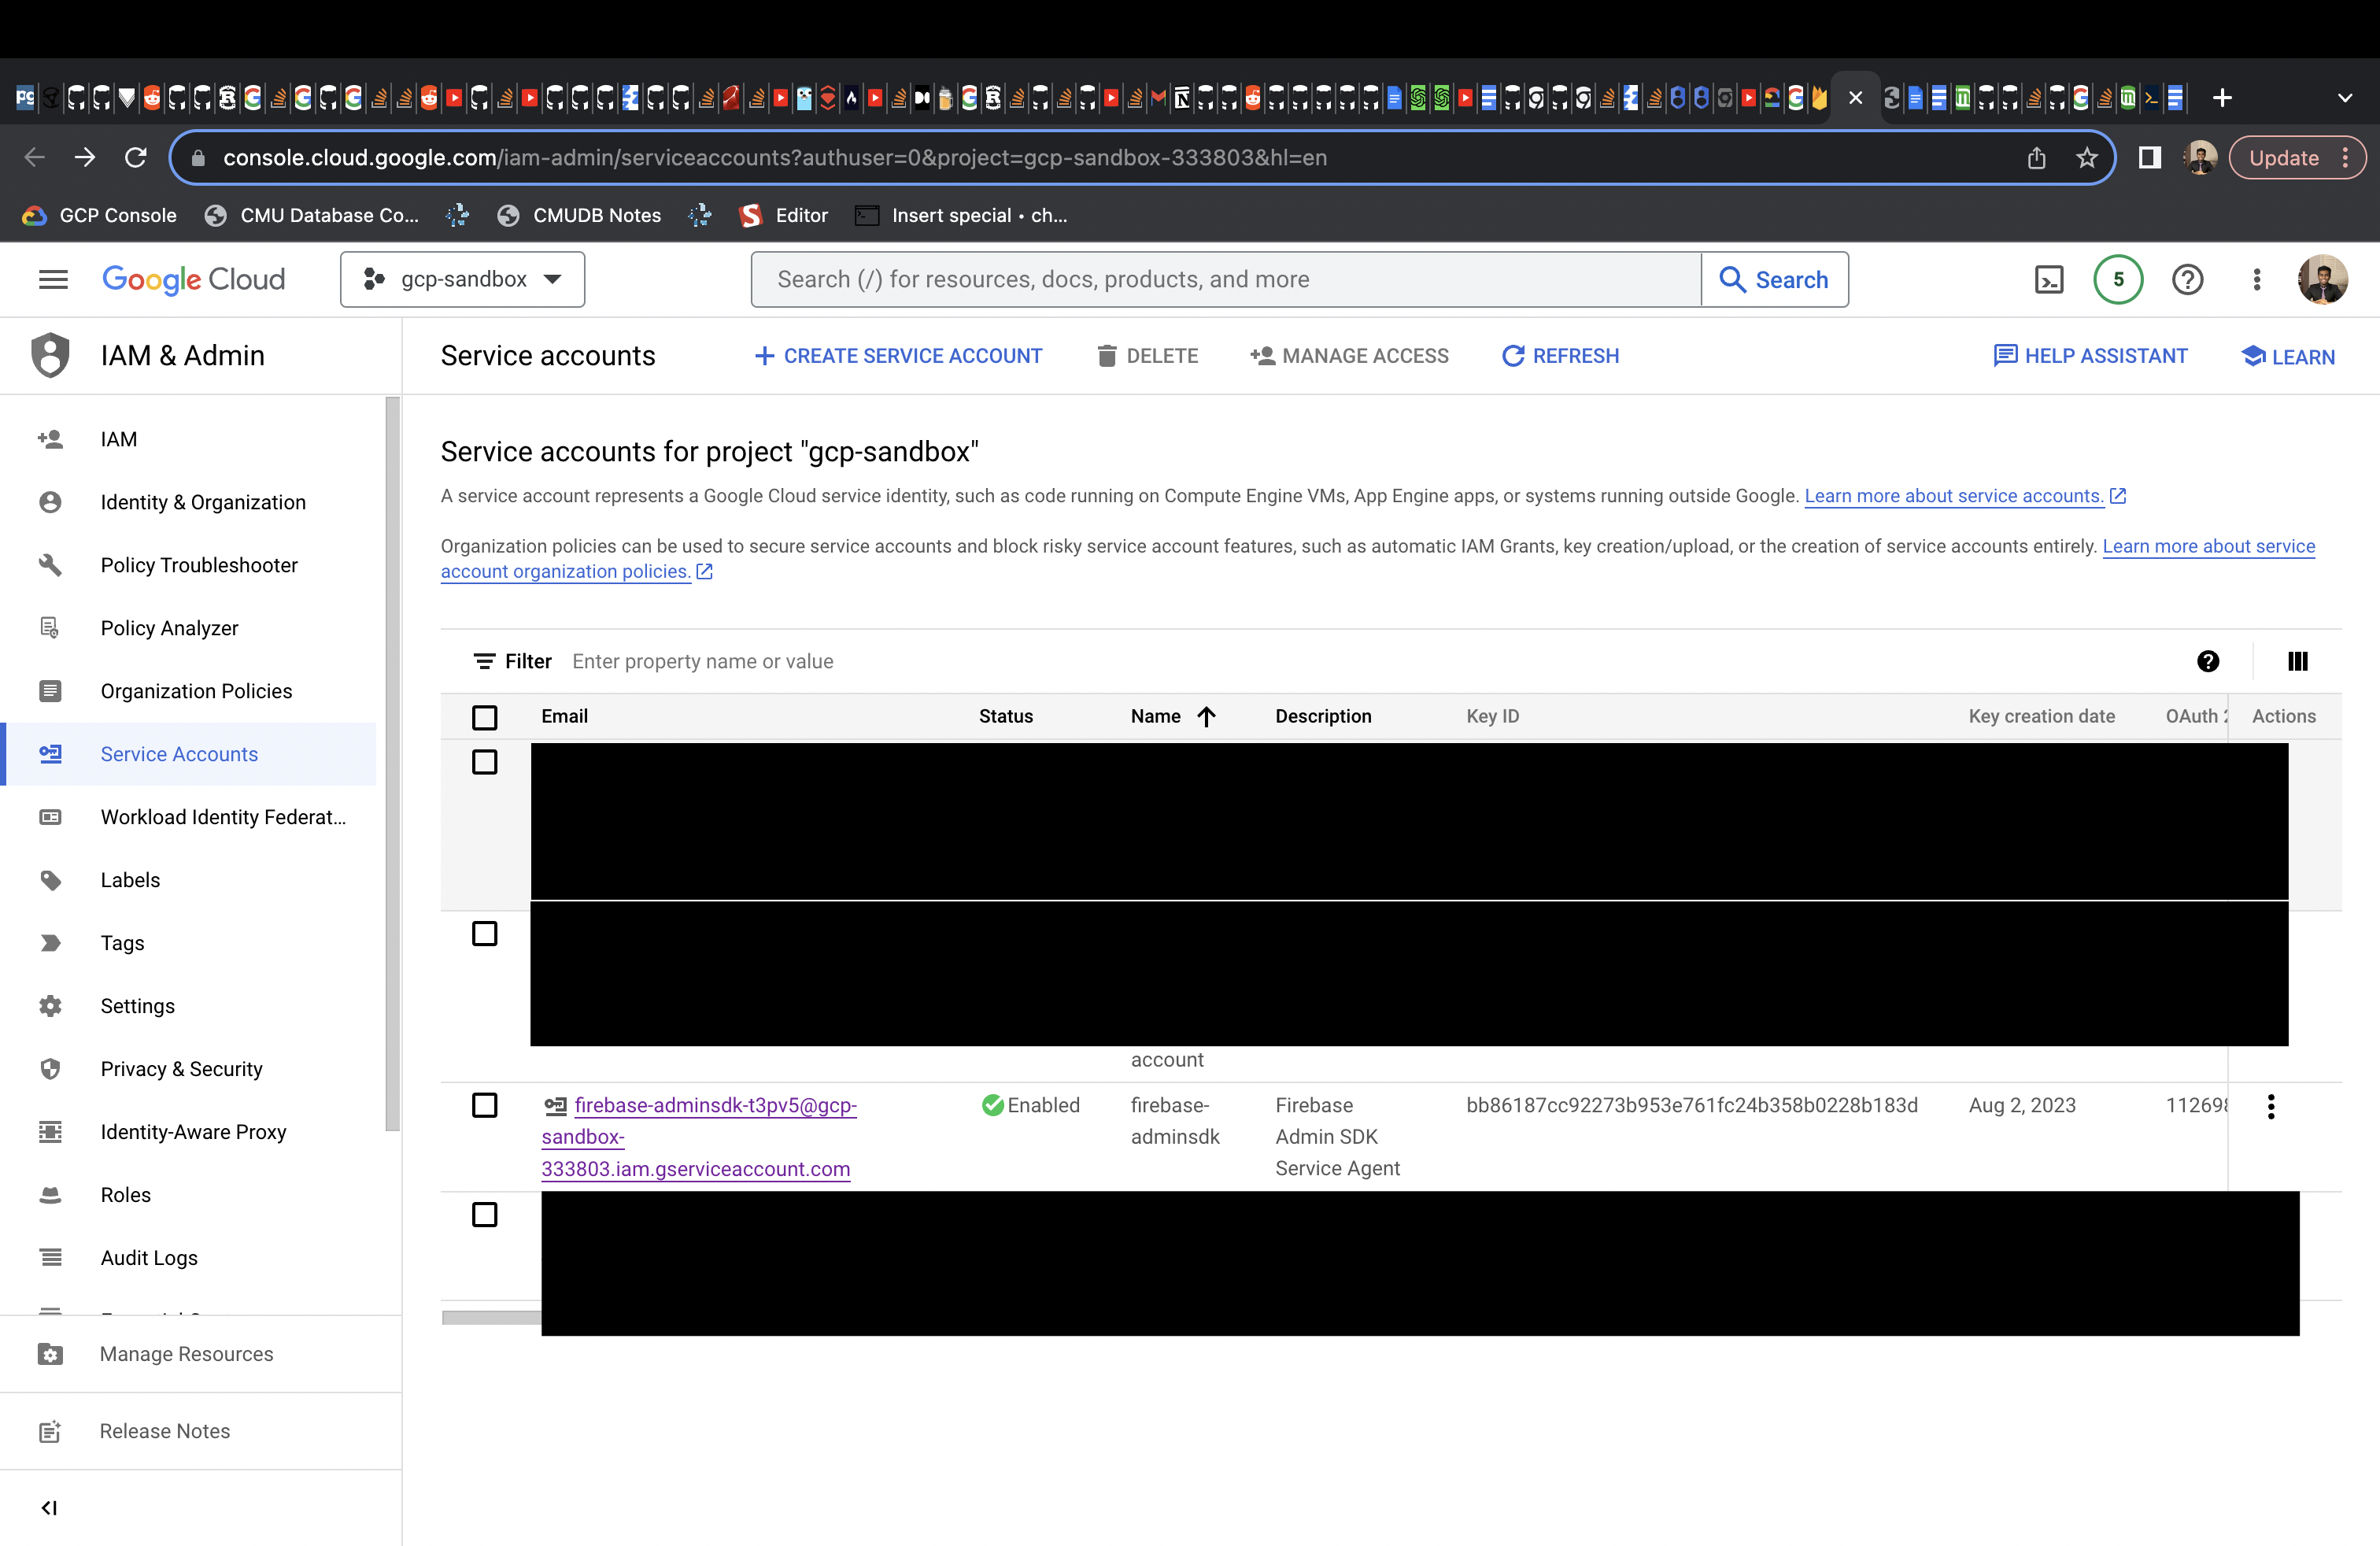 console.cloud.google.com/iam-admin/serviceaccounts?authuser=0&project=gcp-sandbox-333803&hl=en
Update
GCP Console
CMU Database Co...
CMUDB Notes
Editor
Insert special • ch...
Google Cloud
gcp-sandbox
Search (/) for resources, docs, products, and more
Search
5
IAM & Admin
Service accounts
CREATE SERVICE ACCOUNT
DELETE
MANAGE ACCESS
REFRESH
HELP ASSISTANT
LEARN
IAM
Identity & Organization
Policy Troubleshooter
Policy Analyzer
Organization Policies
Service Accounts
Workload Identity Federat...
Labels
Tags
Settings
Privacy & Security
Identity-Aware Proxy
Roles
Audit Logs
Manage Resources
Release Notes
Service accounts for project "gcp-sandbox"
A service account represents a Google Cloud service identity, such as code running on Compute Engine VMs, App Engine apps, or systems running outside Google. Learn more about service accounts.
Organization policies can be used to secure service accounts and block risky service account features, such as automatic IAM Grants, key creation/upload, or the creation of service accounts entirely. Learn more about service
account organization policies.
Filter Enter property name or value
Email Status Name Description Key ID Key creation date OAuth 2 Actions
account
firebase-adminsdk-t3pv5@gcp- Enabled firebase- Firebase bb86187cc92273b953e761fc24b358b0228b183d Aug 2, 2023 11269
sandbox- adminsdk Admin SDK
333803.iam.gserviceaccount.com Service Agent